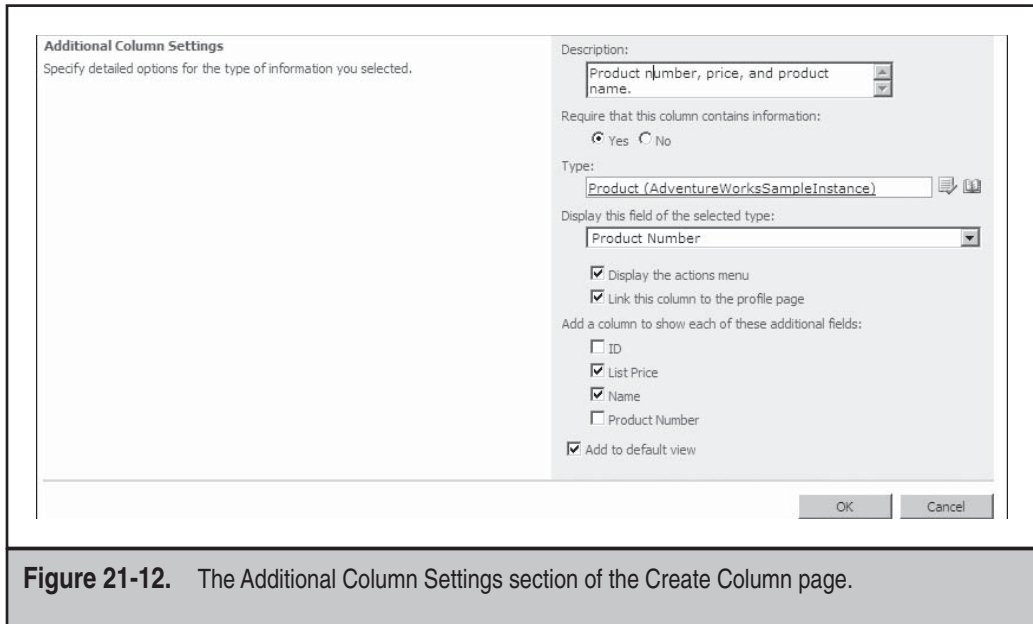 Additional Column Settings
Specify detailed options for the type of information you selected.
Description:
Product number, price, and product
name.
Require that this column contains information:
Yes No
Type:
Product (AdventureWorksSampleInstance)
Display this field of the selected type:
Product Number
Display the actions menu
Link this column to the profile page
Add a column to show each of these additional fields:
ID
List Price
Name
Product Number
Add to default view
OK Cancel
Figure 21-12. The Additional Column Settings section of the Create Column page.